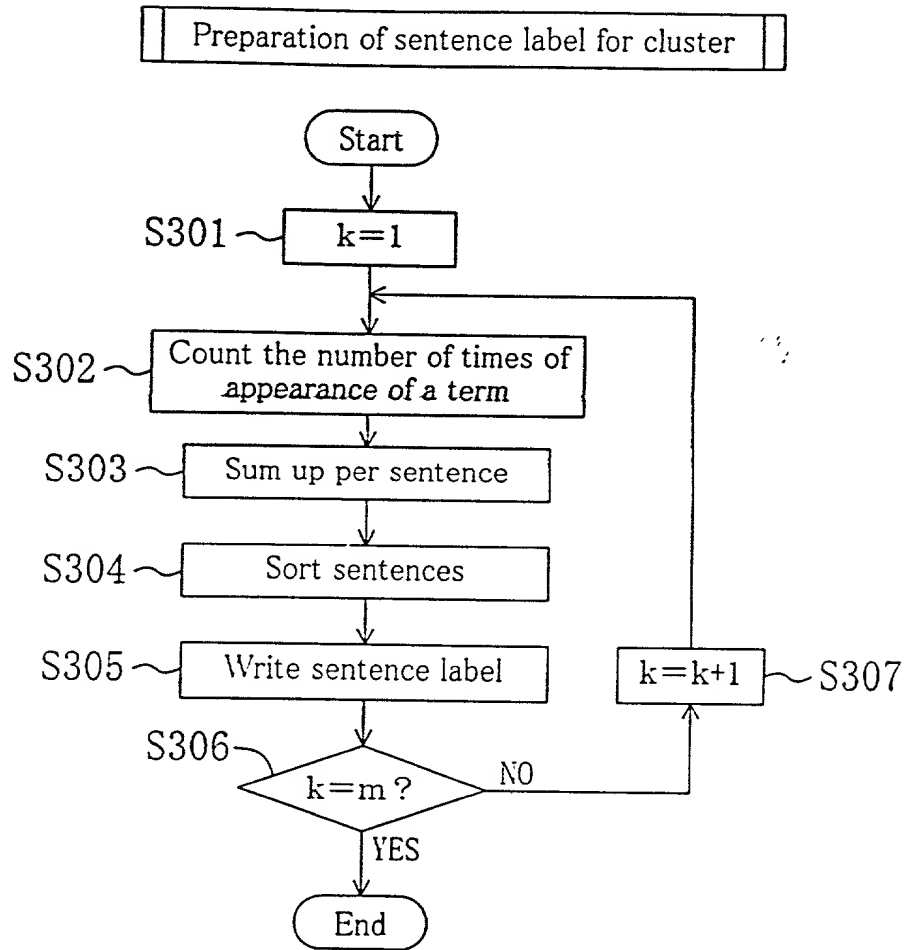 Preparation of sentence label for cluster
Start
S301
k=1
S302
Count the number of times of
appearance of a term
S303
Sum up per sentence
S304
Sort sentences
S305
Write sentence label
k=k+1
S307
S306
k=m?
NO
YES
End